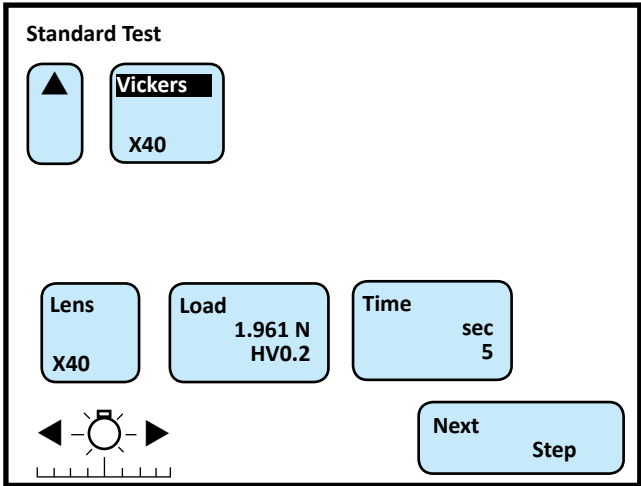 Standard Test
Vickers
X40
Lens
X40
Load
1.961 N
HV0.2
Time
sec
5
Next
Step